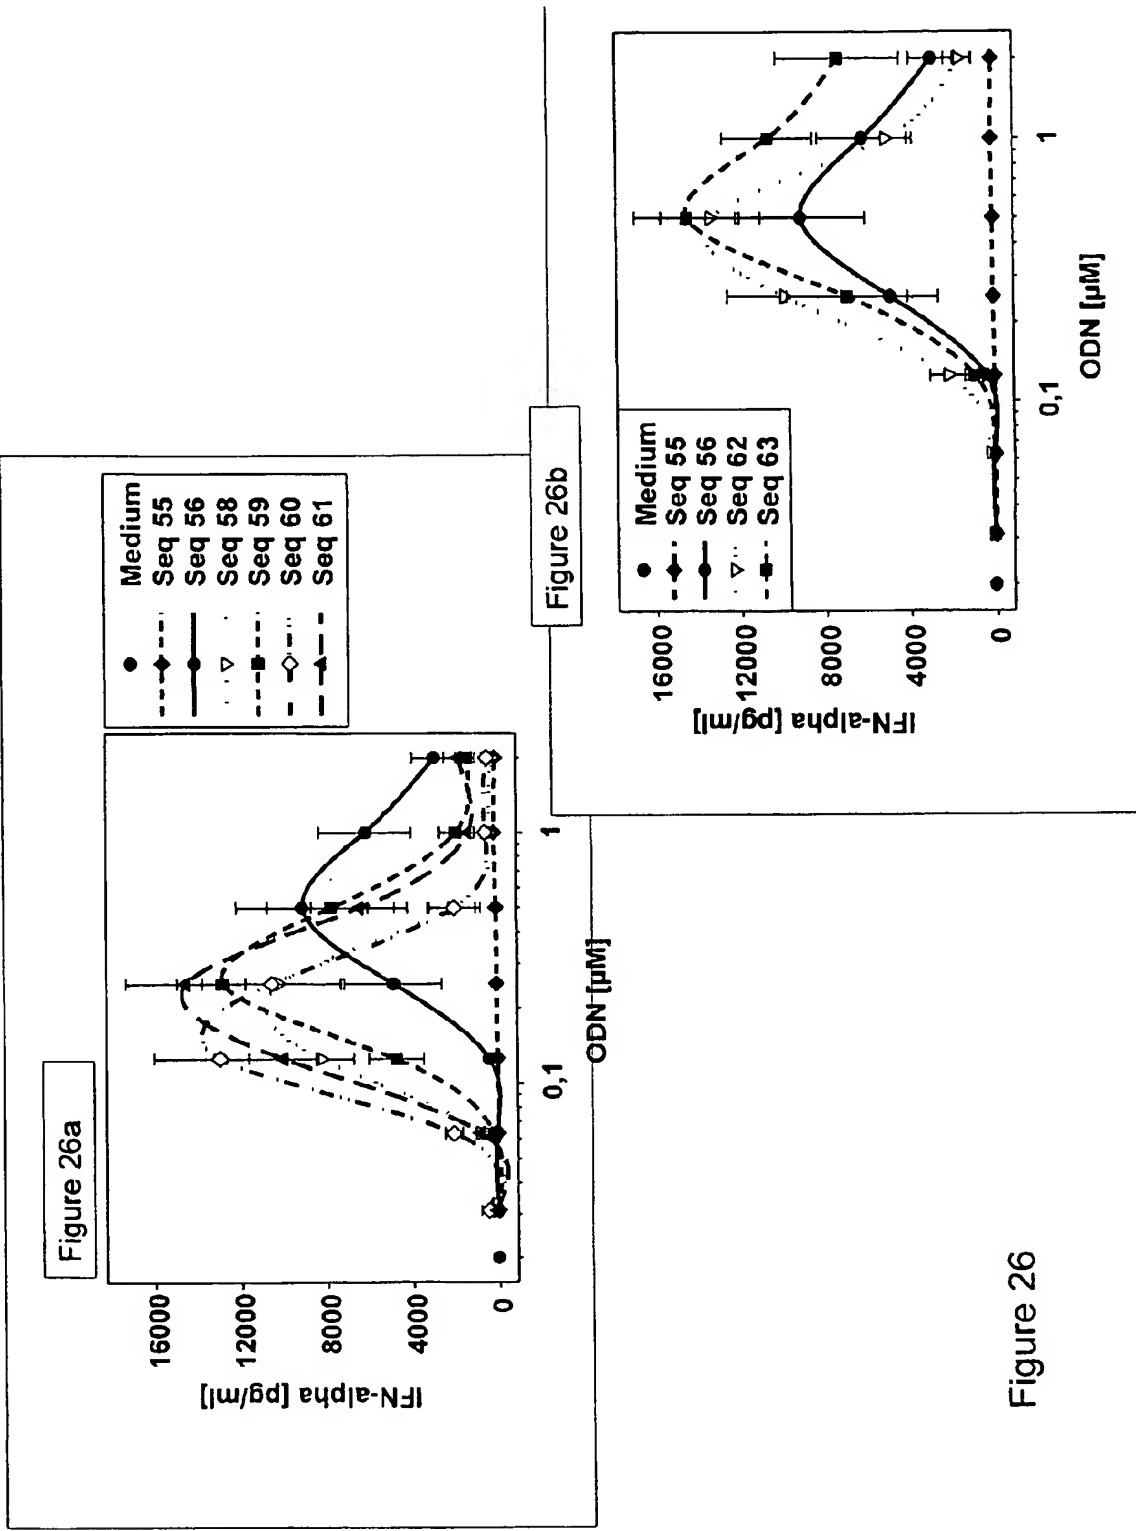 Figure 26a
IFN-alpha [pg/ml]
16000
12000
8000
4000
0
0,1
1
ODN [µM]
Medium
Seq 55
Seq 56
Seq 58
Seq 59
Seq 60
Seq 61
Figure 26b
IFN-alpha [pg/ml]
16000
12000
8000
4000
0
0,1
1
ODN [µM]
Medium
Seq 55
Seq 56
Seq 62
Seq 63
Figure 26